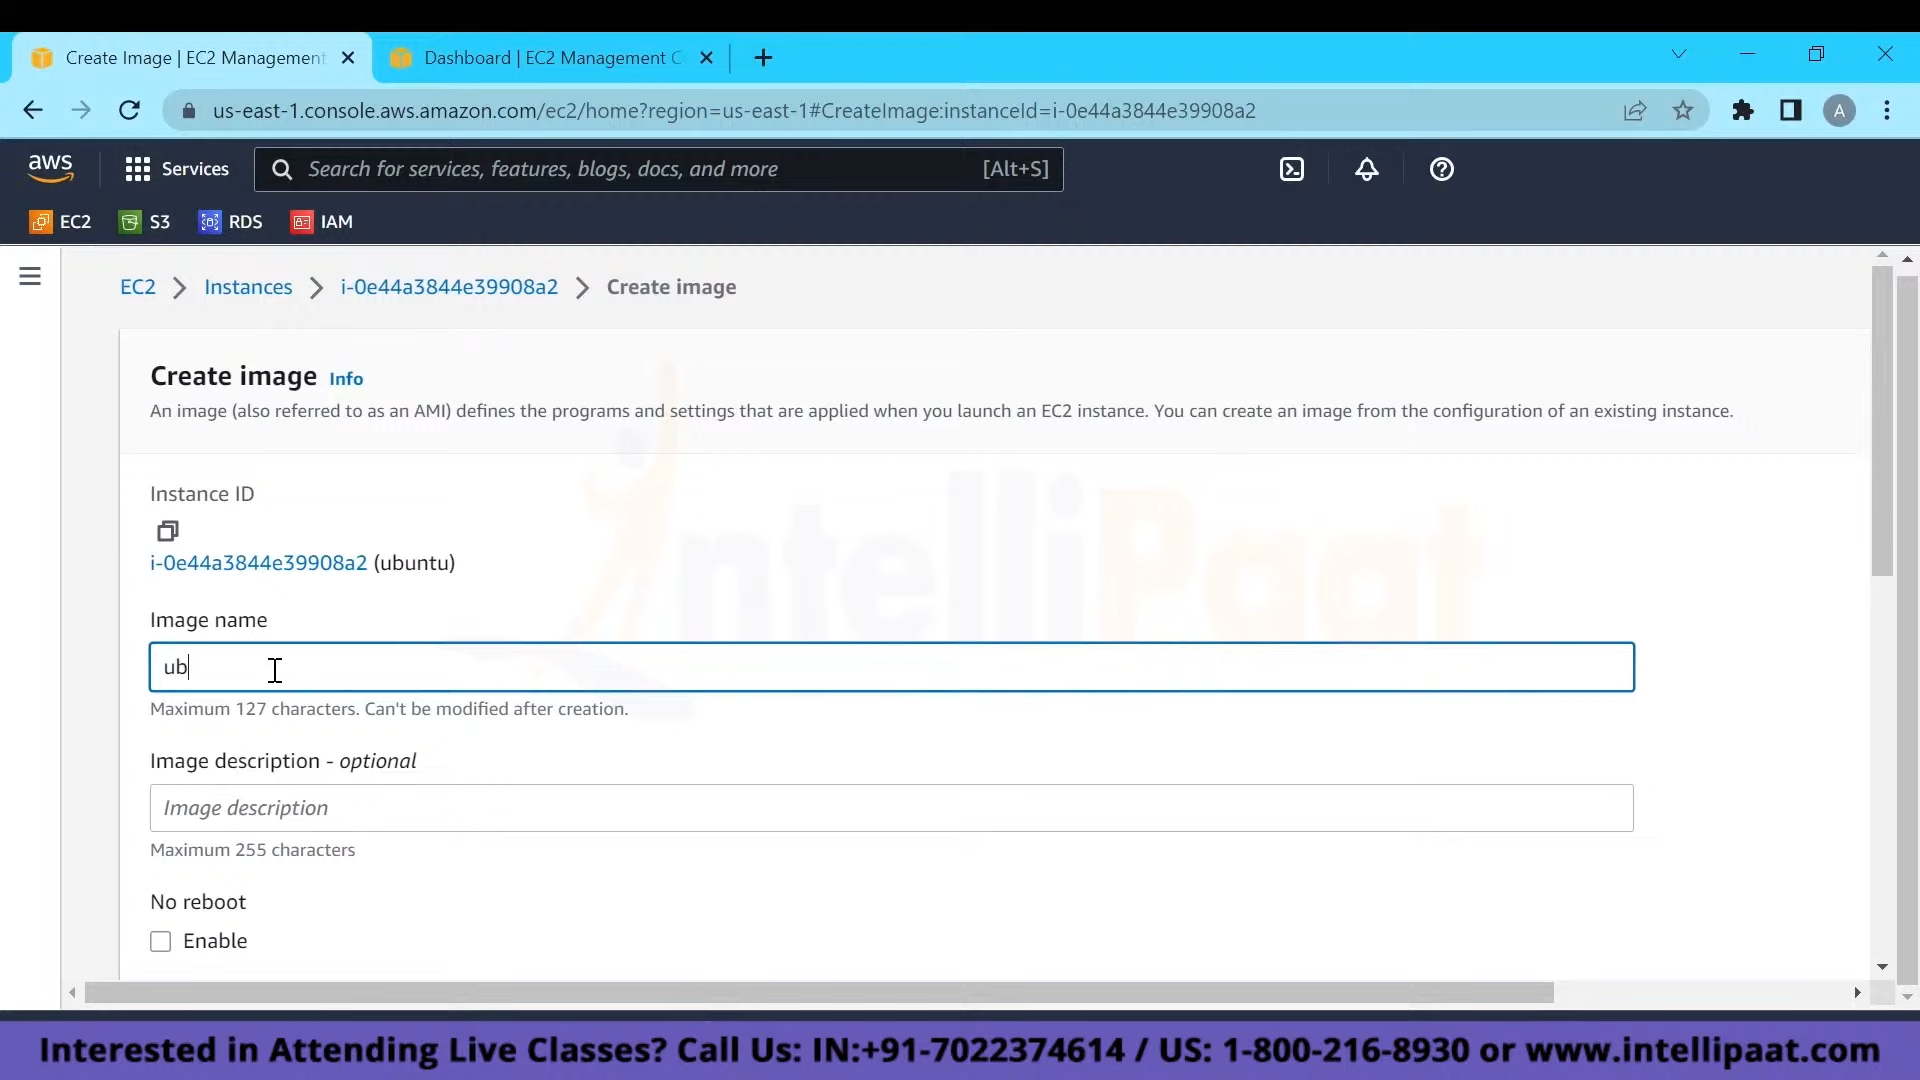 Create Image | EC2 Management
Dashboard | EC2 Management C
us-east-1.console.aws.amazon.com/ec2/home?region=us-east-1#CreateImage:instanceId=i-0e44a3844e39908a2
A
aws
Services
Search for services, features, blogs, docs, and more
[Alt+S]
EC2
S3
RDS
IAM
EC2 > Instances > i-0e44a3844e39908a2 > Create image
Create image Info
An image (also referred to as an AMI) defines the programs and settings that are applied when you launch an EC2 instance. You can create an image from the configuration of an existing instance.
Instance ID
i-0e44a3844e39908a2 (ubuntu)
IntelliPaat
Image name
ub
Maximum 127 characters. Can't be modified after creation.
Image description - optional
Image description
Maximum 255 characters
No reboot
Enable
Interested in Attending Live Classes? Call Us: IN:+91-7022374614 / US: 1-800-216-8930 or www.intellipaat.com